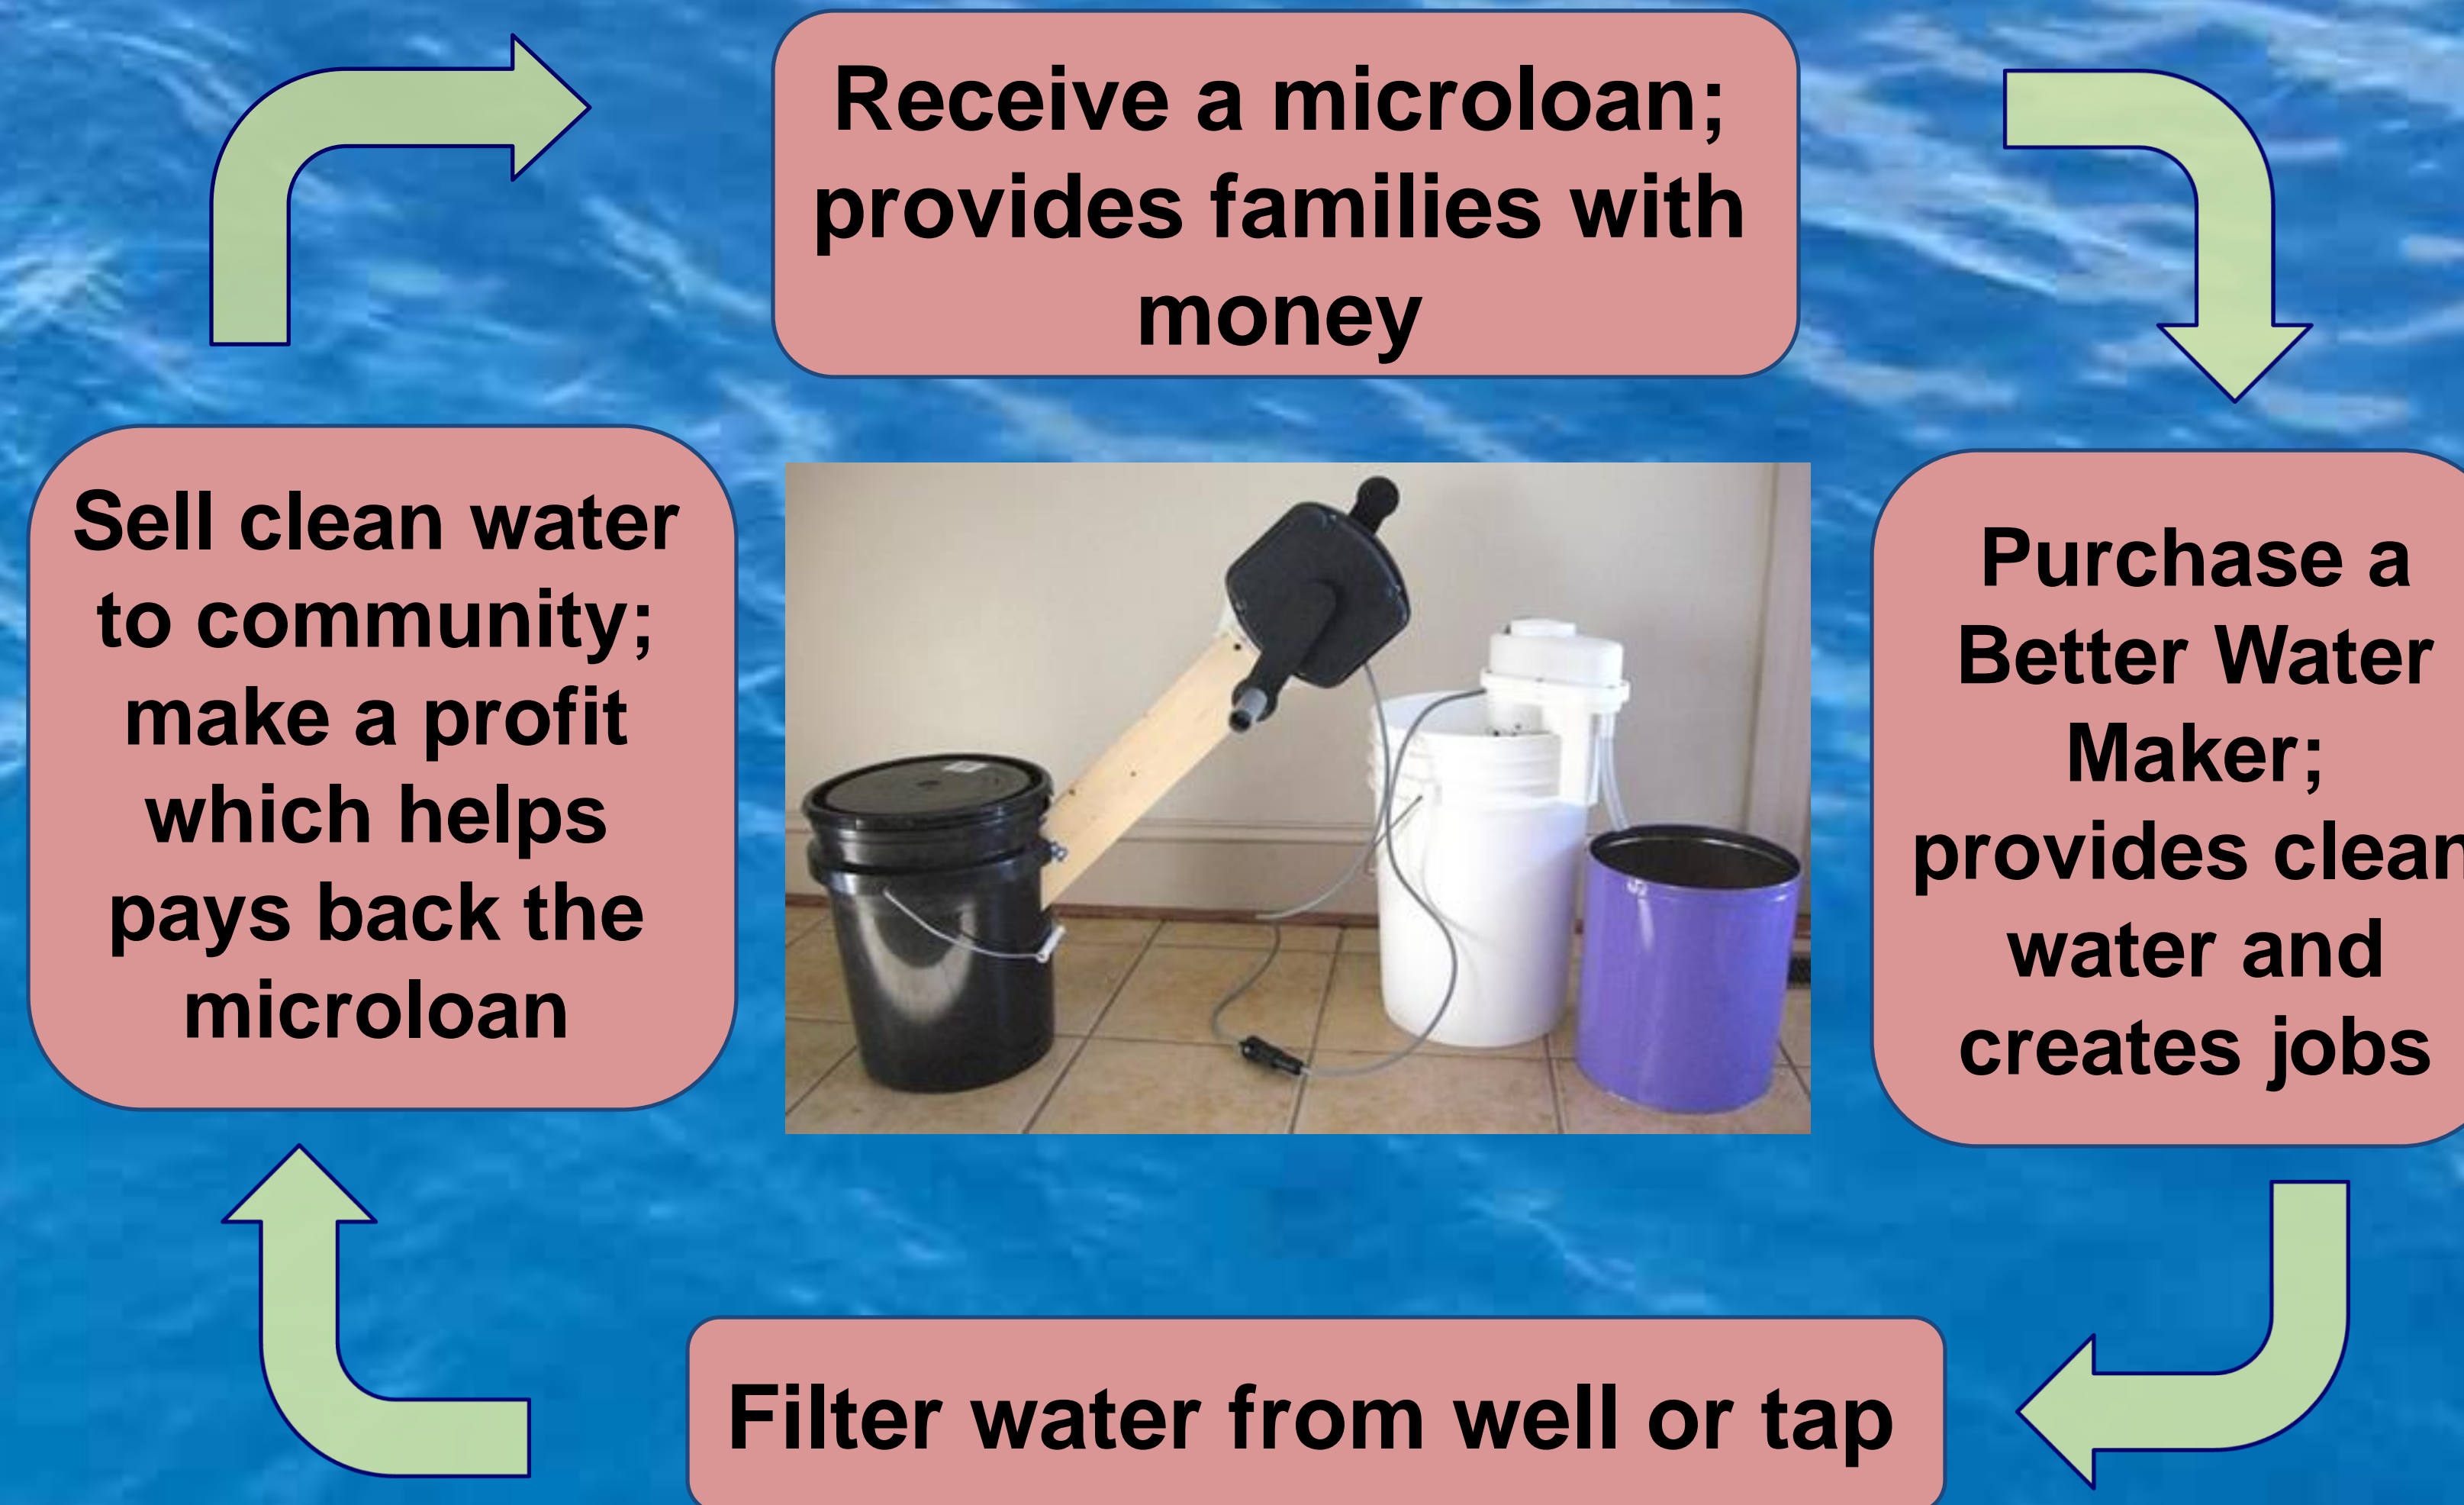 Receive a microloan;
provides families with
money
Purchase a
Better Water
Maker;
provides clean
water and
creates jobs
Filter water from well or tap
Sell clean water
to community;
make a profit
which helps
pays back the
microloan